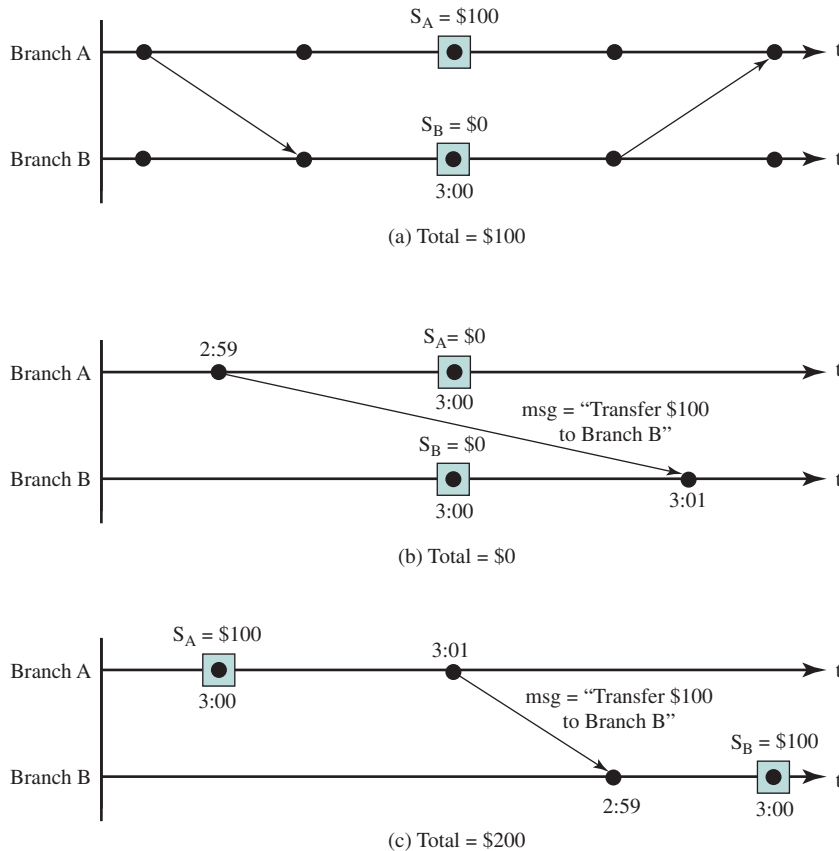 S_A = $100
Branch A
t
S_B = $0
Branch B
t
3:00
(a) Total = $100
2:59
S_A= $0
Branch A
t
3:00
msg = “Transfer $100
to Branch B”
S_B = $0
Branch B
t
3:00
3:01
(b) Total = $0
S_A = $100
3:01
Branch A
t
3:00
msg = “Transfer $100
to Branch B”
S_B = $100
Branch B
t
2:59
3:00
(c) Total = $200